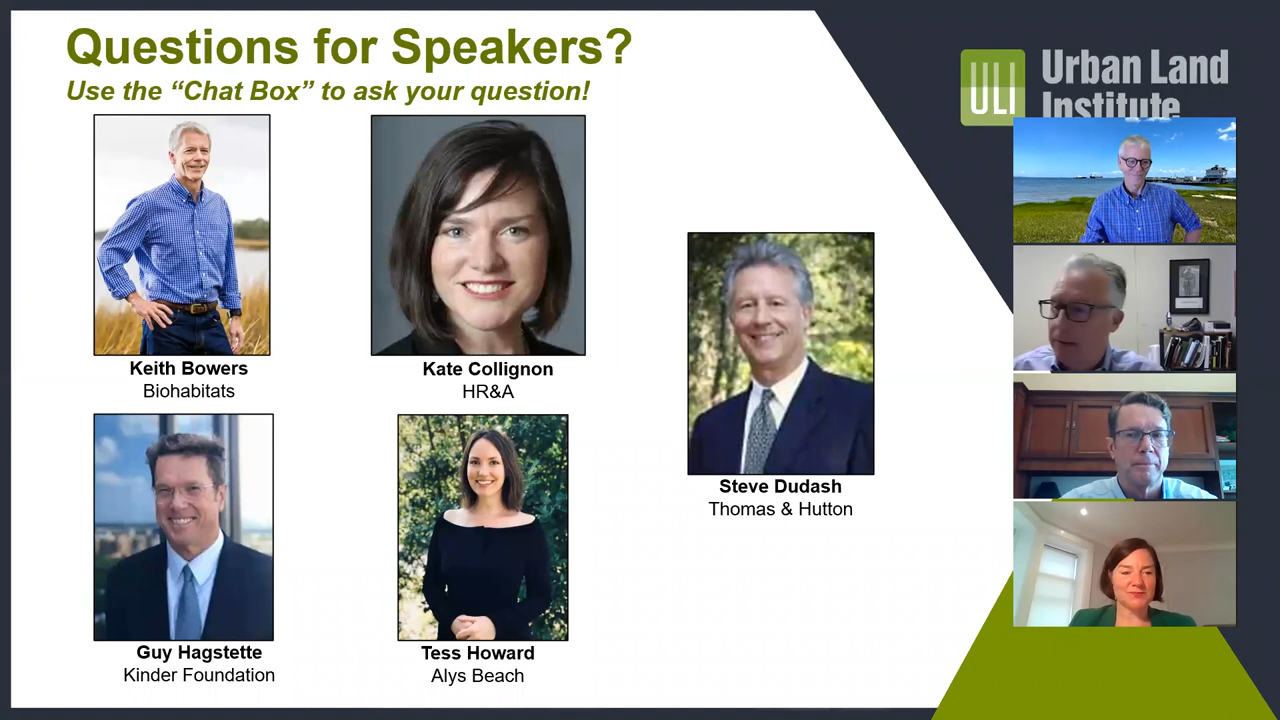 Questions for Speakers?
Use the “Chat Box” to ask your question!
ULI
Urban Land
Institute
Keith Bowers
Biohabitats
Kate Collignon
HR&A
Steve Dudash
Thomas & Hutton
Guy Hagstette
Kinder Foundation
Tess Howard
Alys Beach